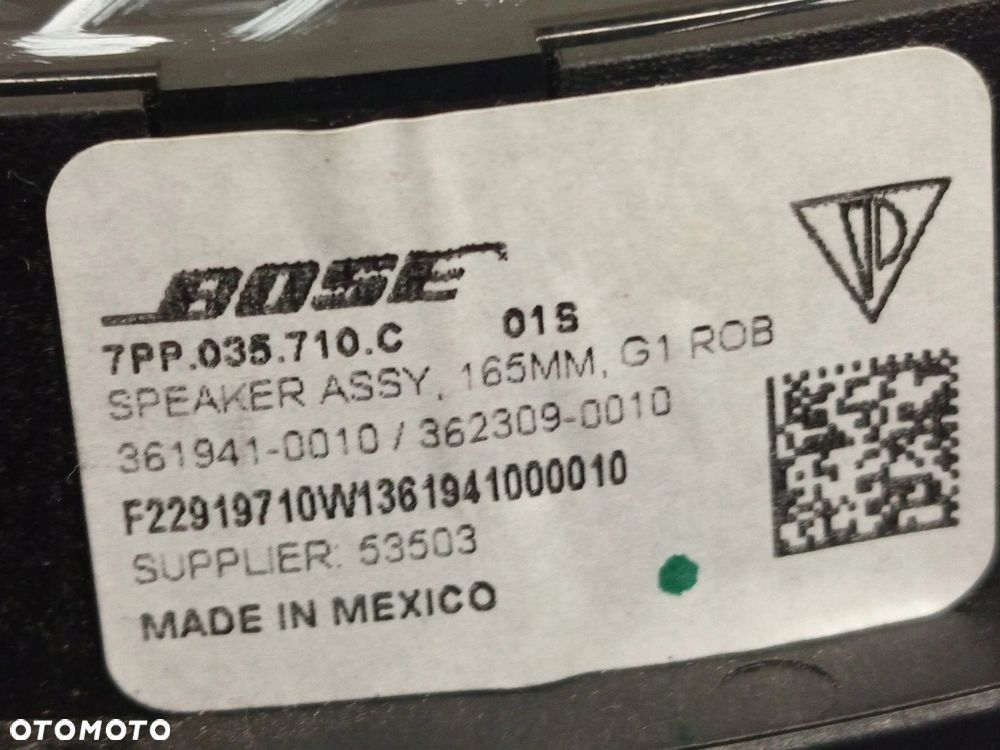 BOSE
7PP.035.710.C 01S
SPEAKER ASSY, 165MM, G1 ROB
361941-0010 / 362309-0010
F22919710W1361941000010
SUPPLIER: 53503
MADE IN MEXICO
OTOMOTO